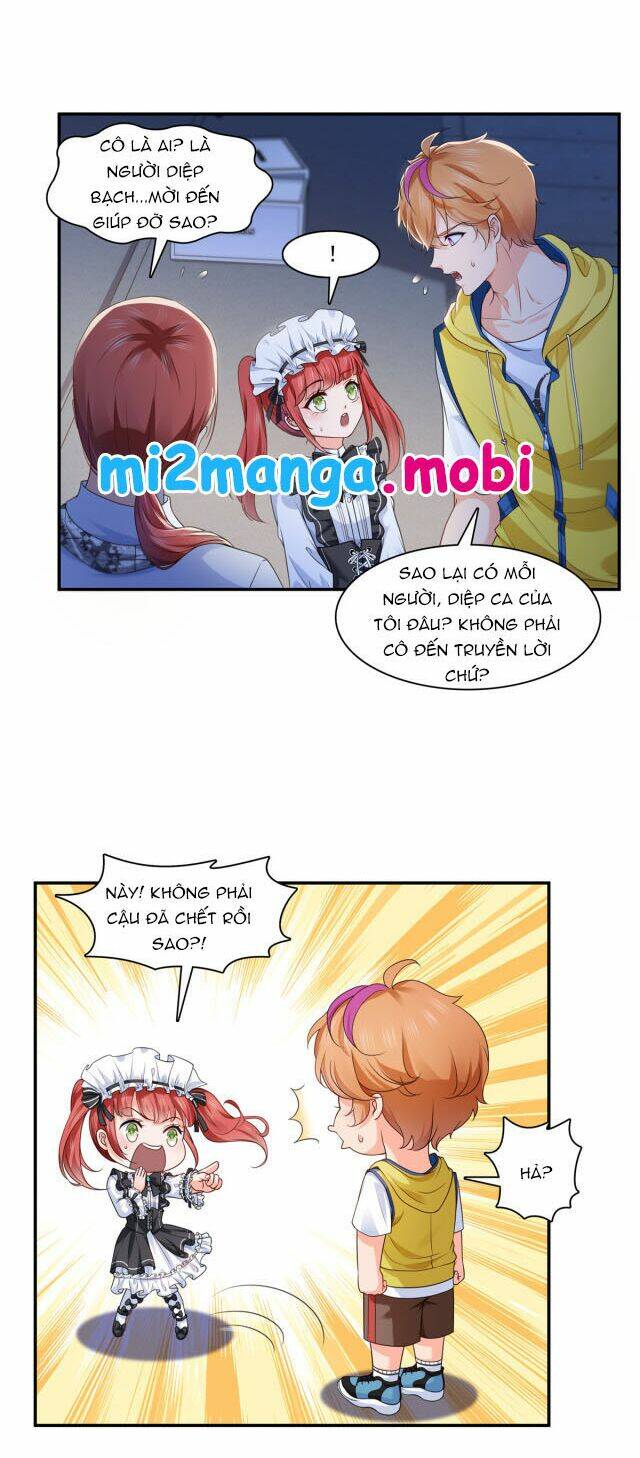 CÔ LÀ AI? LÀ
NGƯỜI DIỆP
BẠCH...MỜI ĐẾN
GIÚP ĐỠ SAO?
!
mi2manga.mobi
SAO LẠI CÓ MỖI
NGƯỜI, DIỆP CA CỦA
TÔI ĐÂU? KHÔNG PHẢI
CÔ ĐẾN TRUYỀN LỜI
CHỨ?
NÀY! KHÔNG PHẢI
CẬU ĐÃ CHẾT RỒI
SAO?!
HẢ?